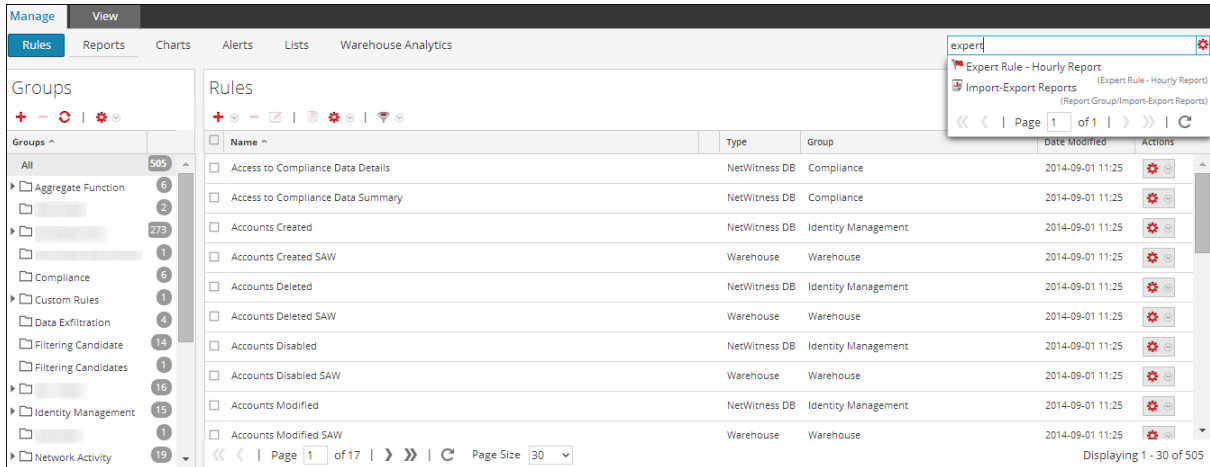 Manage View
Rules Reports Charts Alerts Lists Warehouse Analytics
expert
Expert Rule - Hourly Report
(Expert Rule - Hourly Report)
Import-Export Reports
(Report Group/Import-Export Reports)
Page 1 of 1
Groups
Groups
All 505
Aggregate Function 6
2
273
1
Compliance 6
Custom Rules 1
Data Exfiltration 4
Filtering Candidate 14
Filtering Candidates 1
16
Identity Management 15
1
Network Activity 19
Rules
Name Type Group Date Modified Actions
Access to Compliance Data Details NetWitness DB Compliance 2014-09-01 11:25
Access to Compliance Data Summary NetWitness DB Compliance 2014-09-01 11:25
Accounts Created NetWitness DB Identity Management 2014-09-01 11:25
Accounts Created SAW Warehouse Warehouse 2014-09-01 11:25
Accounts Deleted NetWitness DB Identity Management 2014-09-01 11:25
Accounts Deleted SAW Warehouse Warehouse 2014-09-01 11:25
Accounts Disabled NetWitness DB Identity Management 2014-09-01 11:25
Accounts Disabled SAW Warehouse Warehouse 2014-09-01 11:25
Accounts Modified NetWitness DB Identity Management 2014-09-01 11:25
Accounts Modified SAW Warehouse Warehouse 2014-09-01 11:25
Page 1 of 17 Page Size 30 Displaying 1 - 30 of 505